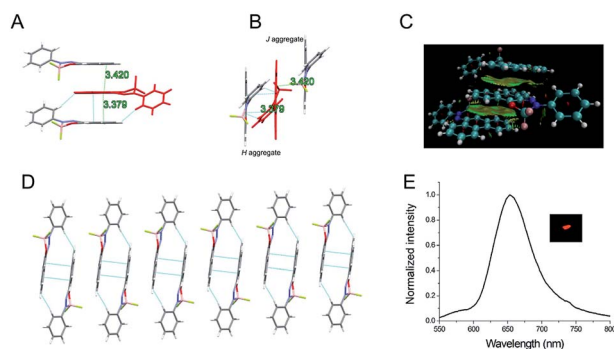 A
3.420
3.379
B
J aggregate
3.420
3.379
H aggregate
C
D
E
Normalized intensity
1.0
0.8
0.6
0.4
0.2
0.0
550 600 650 700 750 800
Wavelength (nm)